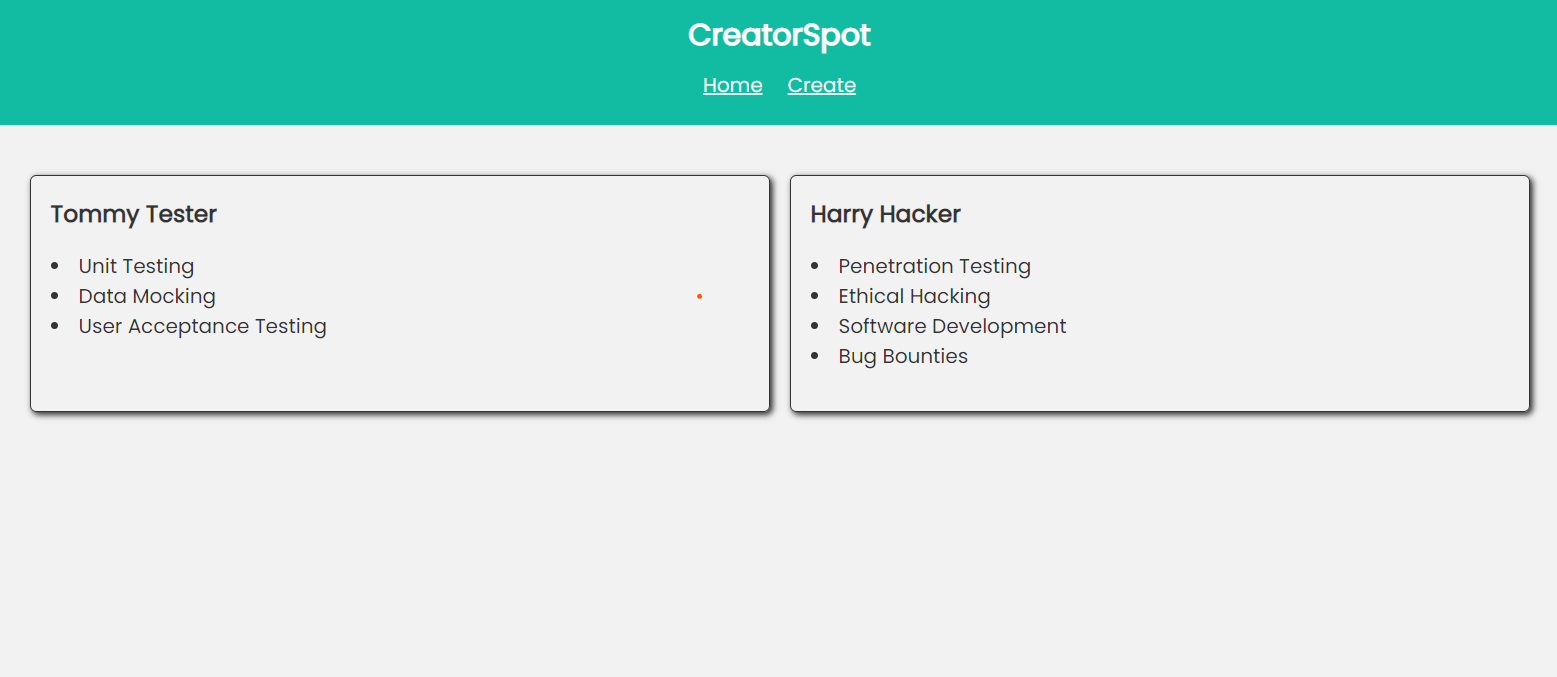 CreatorSpot
Home Create
Tommy Tester
Unit Testing
Data Mocking
User Acceptance Testing
Harry Hacker
Penetration Testing
Ethical Hacking
Software Development
Bug Bounties